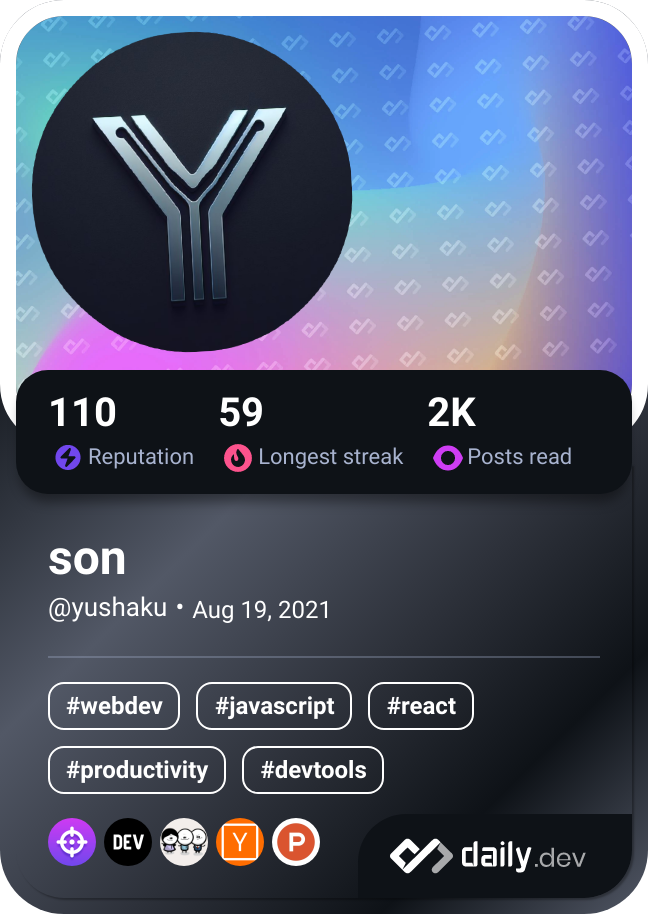 110 59 2K
Reputation Longest streak Posts read
son
@yushaku • Aug 19, 2021
#webdev #javascript #react
#productivity #devtools
DEV Y P
daily.dev